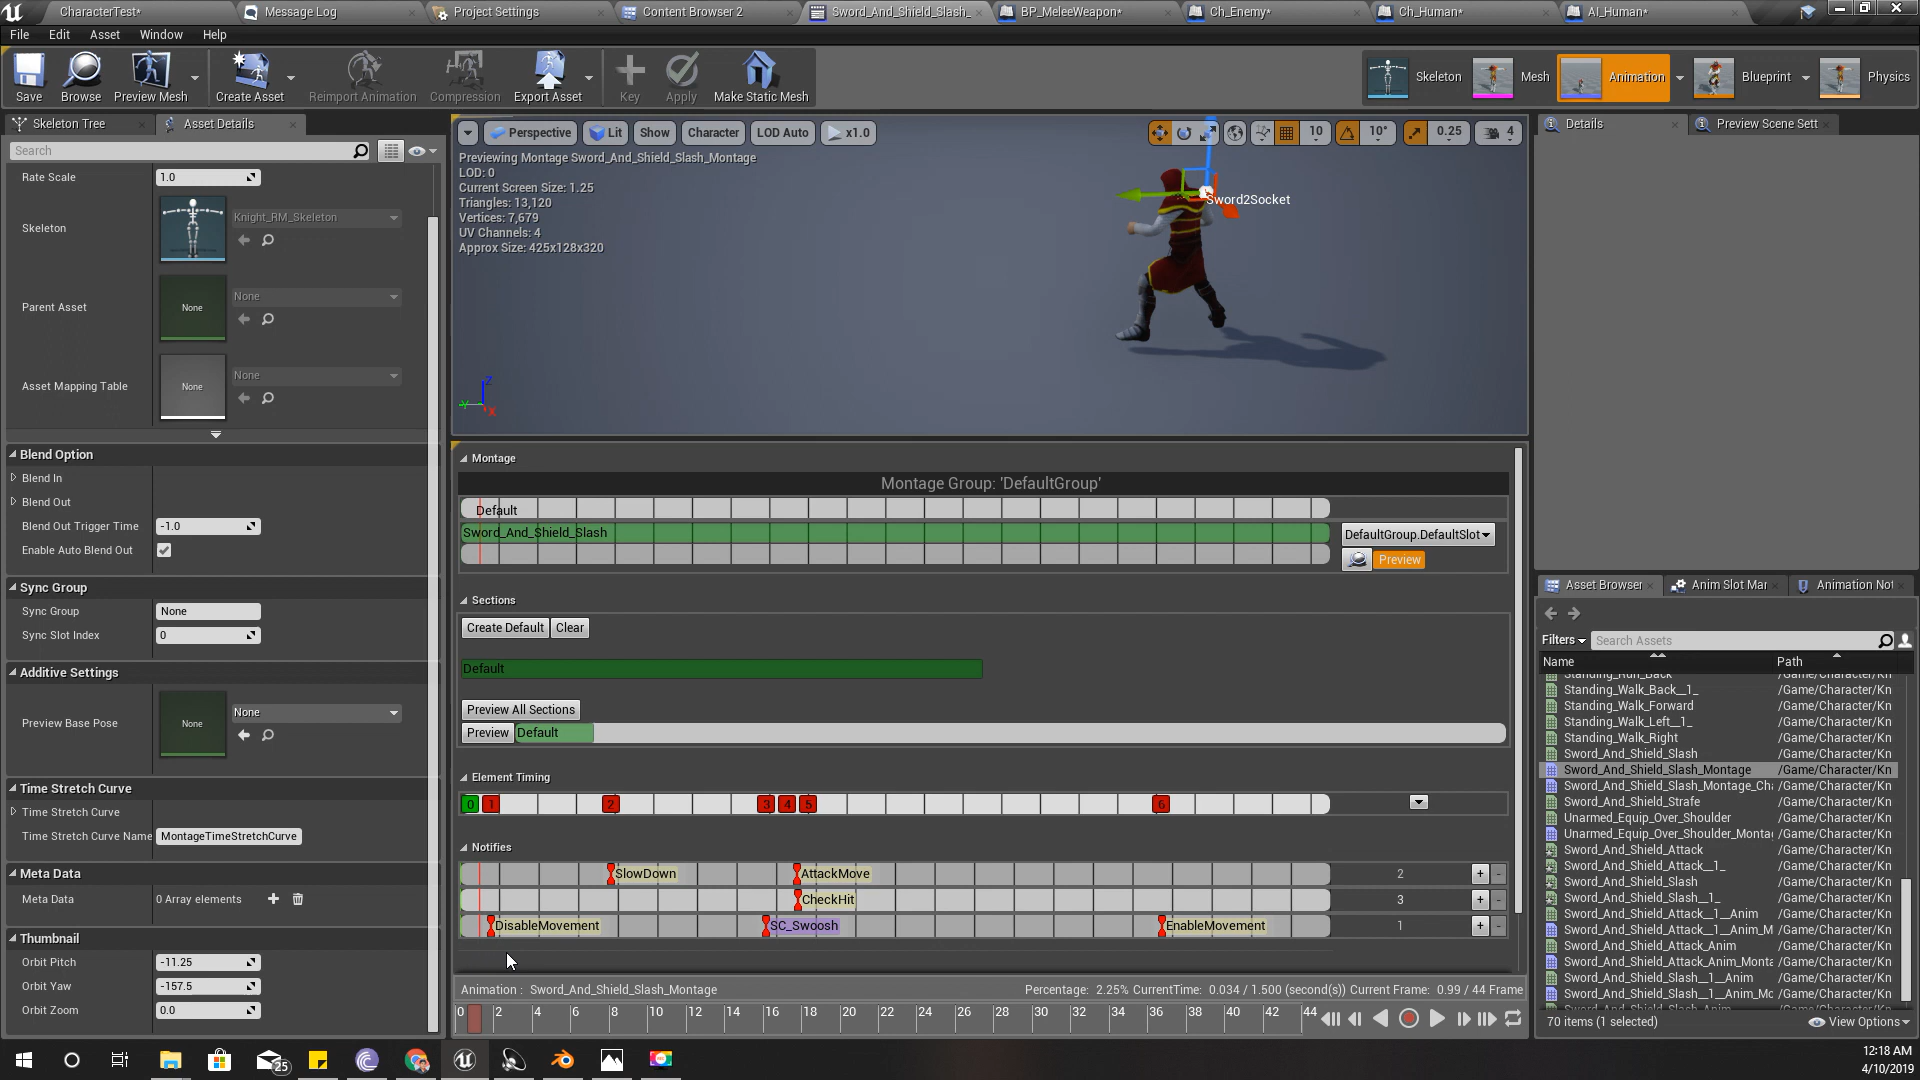 CharacterTest*
Message Log
Project Settings
Content Browser 2
Sword_And_Shield_Slash_
BP_MeleeWeapon*
Ch_Enemy*
Ch_Human*
AI_Human*
File Edit Asset Window Help
Save
Browse
Preview Mesh
Create Asset
Reimport Animation
Compression
Export Asset
Key
Apply
Make Static Mesh
Skeleton
Mesh
Animation
Blueprint
Physics
Skeleton Tree
Asset Details
Search
Rate Scale 1.0
Skeleton
Knight_RM_Skeleton
Parent Asset
None
None
Asset Mapping Table
None
None
Blend Option
Blend In
Blend Out
Blend Out Trigger Time -1.0
Enable Auto Blend Out
Sync Group
Sync Group None
Sync Slot Index 0
Additive Settings
Preview Base Pose
None
None
Time Stretch Curve
Time Stretch Curve
Time Stretch Curve Name MontageTimeStretchCurve
Meta Data
Meta Data 0 Array elements
Thumbnail
Orbit Pitch -11.25
Orbit Yaw -157.5
Orbit Zoom 0.0
Perspective Lit Show Character LOD Auto x1.0
10 10° 0.25 4
Previewing Montage Sword_And_Shield_Slash_Montage
LOD: 0
Current Screen Size: 1.25
Triangles: 13,120
Vertices: 7,679
UV Channels: 4
Approx Size: 425x128x320
Sword2Socket
Z
Y
X
Montage
Montage Group: 'DefaultGroup'
Default
Sword_And_Shield_Slash
DefaultGroup.DefaultSlot
Preview
Sections
Create Default Clear
Default
Preview All Sections
Preview Default
Element Timing
0 1 2 3 4 5 6
Notifies
SlowDown AttackMove 2 + -
CheckHit 3 + -
DisableMovement SC_Swoosh EnableMovement 1 + -
Animation : Sword_And_Shield_Slash_Montage
Percentage: 2.25% CurrentTime: 0.034 / 1.500 (second(s)) Current Frame: 0.99 / 44 Frame
0 2 4 6 8 10 12 14 16 18 20 22 24 26 28 30 32 34 36 38 40 42 44
Details
Preview Scene Sett
Asset Browser
Anim Slot Mar
Animation Not
Filters
Search Assets
Name Path
Standing_Run_Back /Game/Character/Kn
Standing_Walk_Back__1_ /Game/Character/Kn
Standing_Walk_Forward /Game/Character/Kn
Standing_Walk_Left__1_ /Game/Character/Kn
Standing_Walk_Right /Game/Character/Kn
Sword_And_Shield_Slash /Game/Character/Kn
Sword_And_Shield_Slash_Montage /Game/Character/Kn
Sword_And_Shield_Slash_Montage_Cha /Game/Character/Kn
Sword_And_Shield_Strafe /Game/Character/Kn
Unarmed_Equip_Over_Shoulder /Game/Character/Kn
Unarmed_Equip_Over_Shoulder_Montag /Game/Character/Kn
Sword_And_Shield_Attack /Game/Character/Kn
Sword_And_Shield_Attack__1_ /Game/Character/Kn
Sword_And_Shield_Slash /Game/Character/Kn
Sword_And_Shield_Slash__1_ /Game/Character/Kn
Sword_And_Shield_Attack__1__Anim /Game/Character/Kn
Sword_And_Shield_Attack__1__Anim_M /Game/Character/Kn
Sword_And_Shield_Attack_Anim /Game/Character/Kn
Sword_And_Shield_Attack_Anim_Monta /Game/Character/Kn
Sword_And_Shield_Slash__1__Anim /Game/Character/Kn
Sword_And_Shield_Slash__1__Anim_Mo /Game/Character/Kn
70 items (1 selected)
View Options
25
12:18 AM
4/10/2019